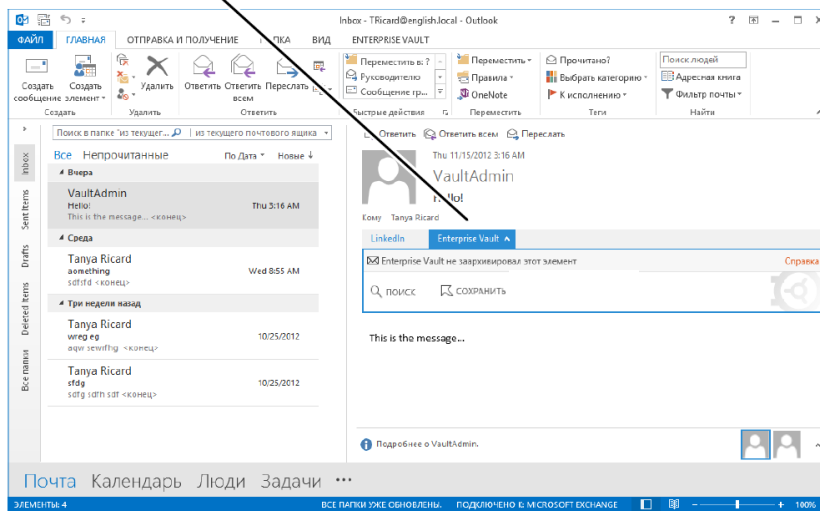 Inbox - TRicard@english.local - Outlook
ФАЙЛ ГЛАВНАЯ ОТПРАВКА И ПОЛУЧЕНИЕ ПКА ВИД ENTERPRISE VAULT
Создать сообщение
Создать элемент
Удалить
Ответить
Ответить всем
Переслать
Переместить в: ?
Руководителю
Сообщение гр...
Переместить
Правила
OneNote
Прочитано?
Выбрать категорию
К исполнению
Поиск людей
Адресная книга
Фильтр почты
Создать Удалить Ответить Быстрые действия Переместить Теги Найти
Inbox
Sent Items
Drafts
Deleted Items
Все папки
Поиск в папке "из текущег... из текущего почтового ящика
Все Непрочитанные По Дата Новые
Вчера
VaultAdmin
Hello! Thu 3:16 AM
This is the message... <конец>
Среда
Tanya Ricard
aomething Wed 8:55 AM
sdfsfd <конец>
Три недели назад
Tanya Ricard
wreg eg 10/25/2012
<конец>
Tanya Ricard
sfdg 10/25/2012
<конец>
Ответить Ответить всем Переслать
Thu 11/15/2012 3:16 AM
VaultAdmin
Кому Tanya Ricard
LinkedIn Enterprise Vault
Enterprise Vault не заархивировал этот элемент Справка
ПОИСК СОХРАНИТЬ
This is the message...
Подробнее о VaultAdmin.
Почта Календарь Люди Задачи •••
ЭЛЕМЕНТЫ: 4 ВСЕ ПАПКИ УЖЕ ОБНОВЛЕНЫ. ПОДКЛЮЧЕНО К: MICROSOFT EXCHANGE 100%